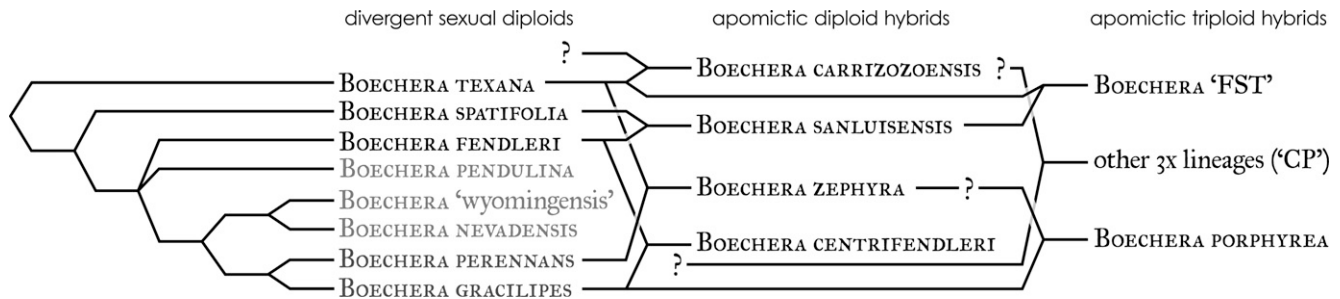 divergent sexual diploids
apomictic diploid hybrids
apomictic triploid hybrids
?
Boechera texana
Boechera spatifolia
Boechera fendleri
Boechera pendulina
Boechera ‘wyomingensis’
Boechera nevadensis
Boechera perennans
Boechera gracilipes
Boechera carrizozoensis ?
Boechera sanluisensis
Boechera zephyra ?
Boechera centrifendleri
?
Boechera ‘FST’
other 3x lineages (‘CP’)
Boechera porphyrea